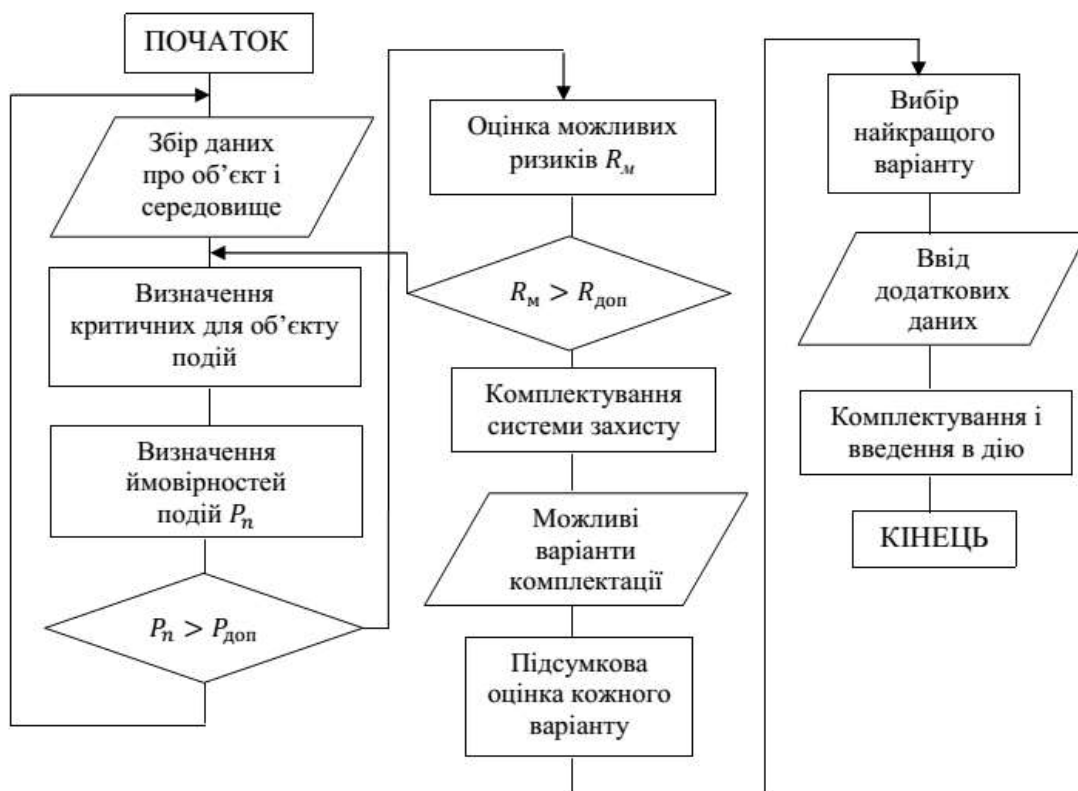 ПОЧАТОК
Збір даних
про об’єкт і
середовище
Визначення
критичних для об’єкту
подій
Визначення
ймовірностей
подій Pₙ
Pₙ > Pдоп
Оцінка можливих
ризиків Rм
Rм > Rдоп
Комплектування
системи захисту
Можливі
варіанти
комплектації
Підсумкова
оцінка кожного
варіанту
Вибір
найкращого
варіанту
Ввід
додаткових
даних
Комплектування і
введення в дію
КІНЕЦЬ